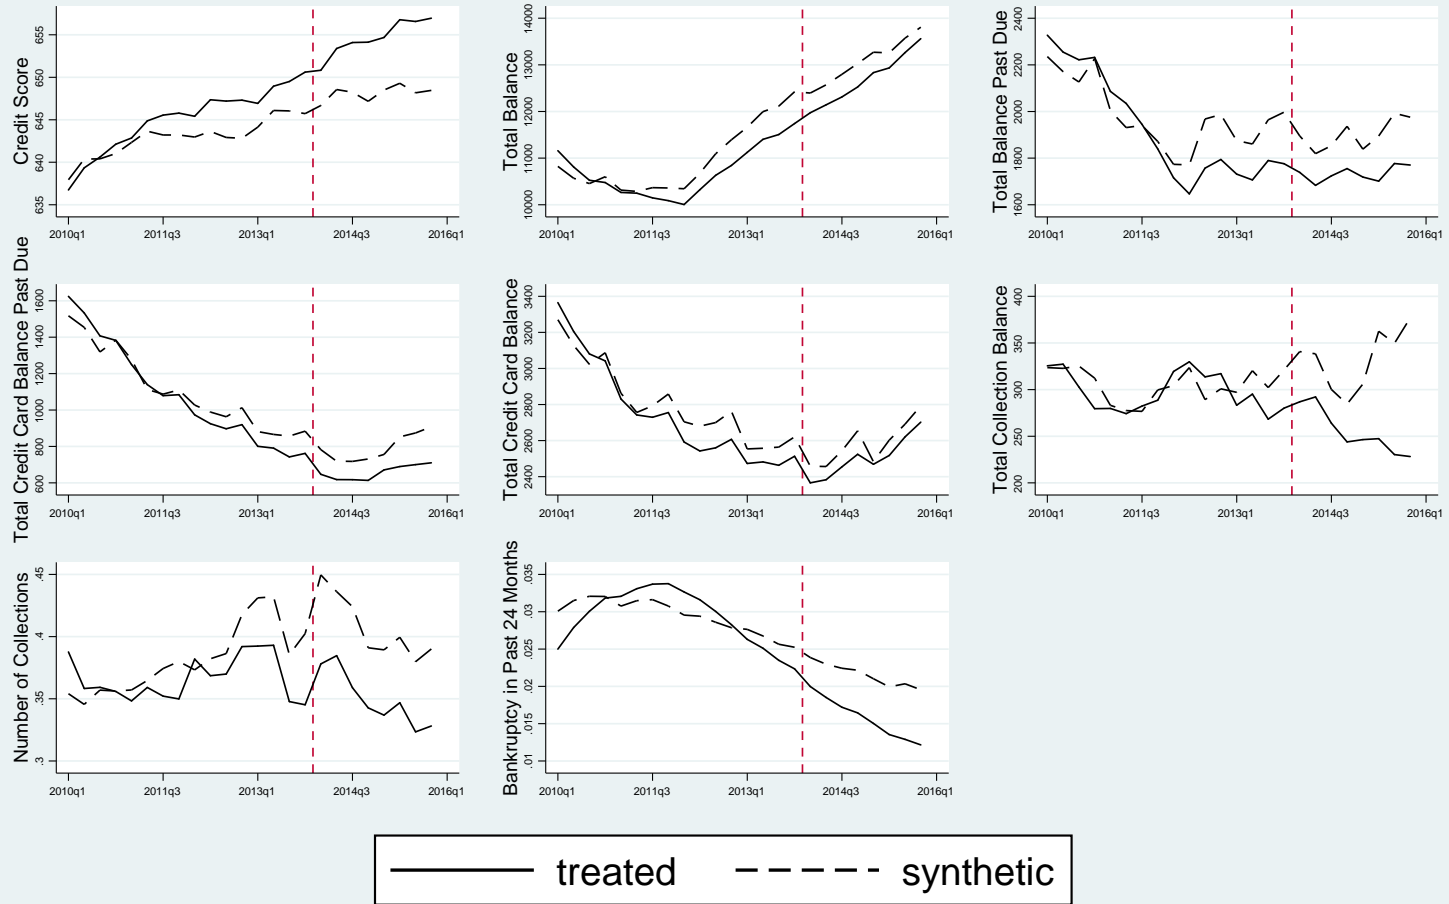 Credit Score
655
650
645
640
635
2010q1 2011q3 2013q1 2014q3 2016q1
Total Balance
14000
13000
12000
11000
10000
2010q1 2011q3 2013q1 2014q3 2016q1
Total Balance Past Due
2400
2200
2000
1800
1600
2010q1 2011q3 2013q1 2014q3 2016q1
Total Credit Card Balance Past Due
1600
1400
1200
1000
800
600
2010q1 2011q3 2013q1 2014q3 2016q1
Total Credit Card Balance
3400
3200
3000
2800
2600
2400
2010q1 2011q3 2013q1 2014q3 2016q1
Total Collection Balance
400
350
300
250
200
2010q1 2011q3 2013q1 2014q3 2016q1
Number of Collections
.45
.4
.35
.3
2010q1 2011q3 2013q1 2014q3 2016q1
Bankruptcy in Past 24 Months
.035
.03
.025
.02
.015
.01
2010q1 2011q3 2013q1 2014q3 2016q1
treated synthetic